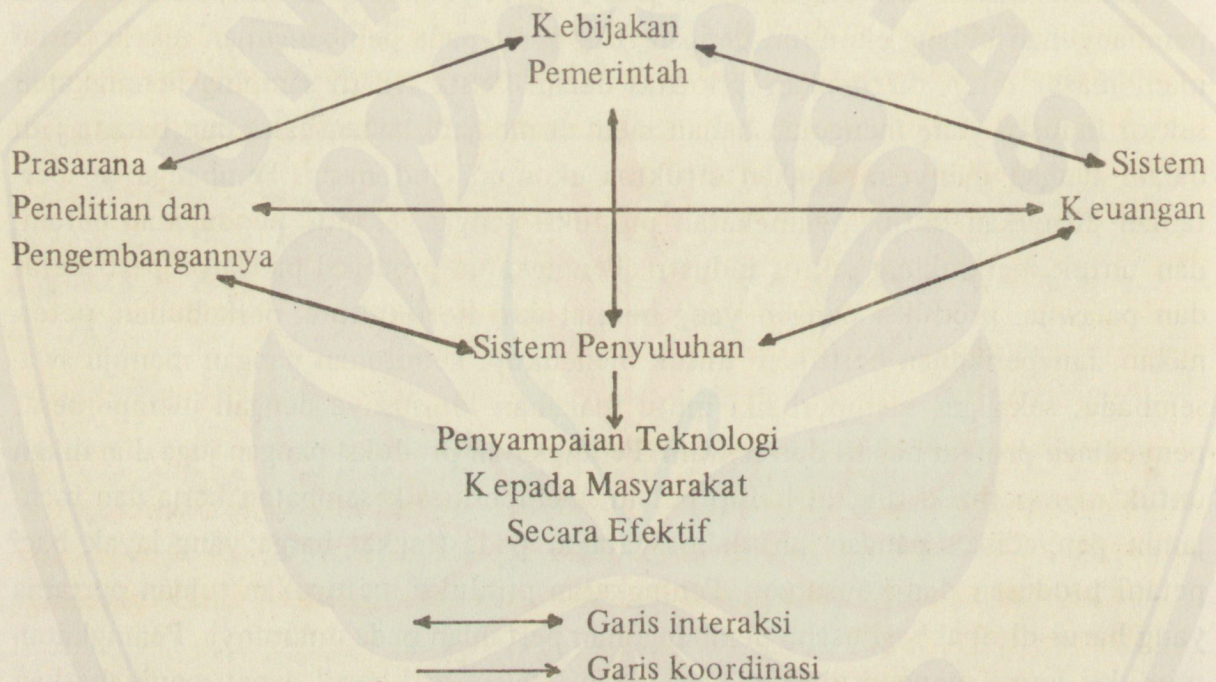 Kebijakan
Pemerintah
Prasarana
Penelitian dan
Pengembangannya
Sistem
Keuangan
Sistem Penyuluhan
Penyampaian Teknologi
Kepada Masyarakat
Secara Efektif
Garis interaksi
Garis koordinasi